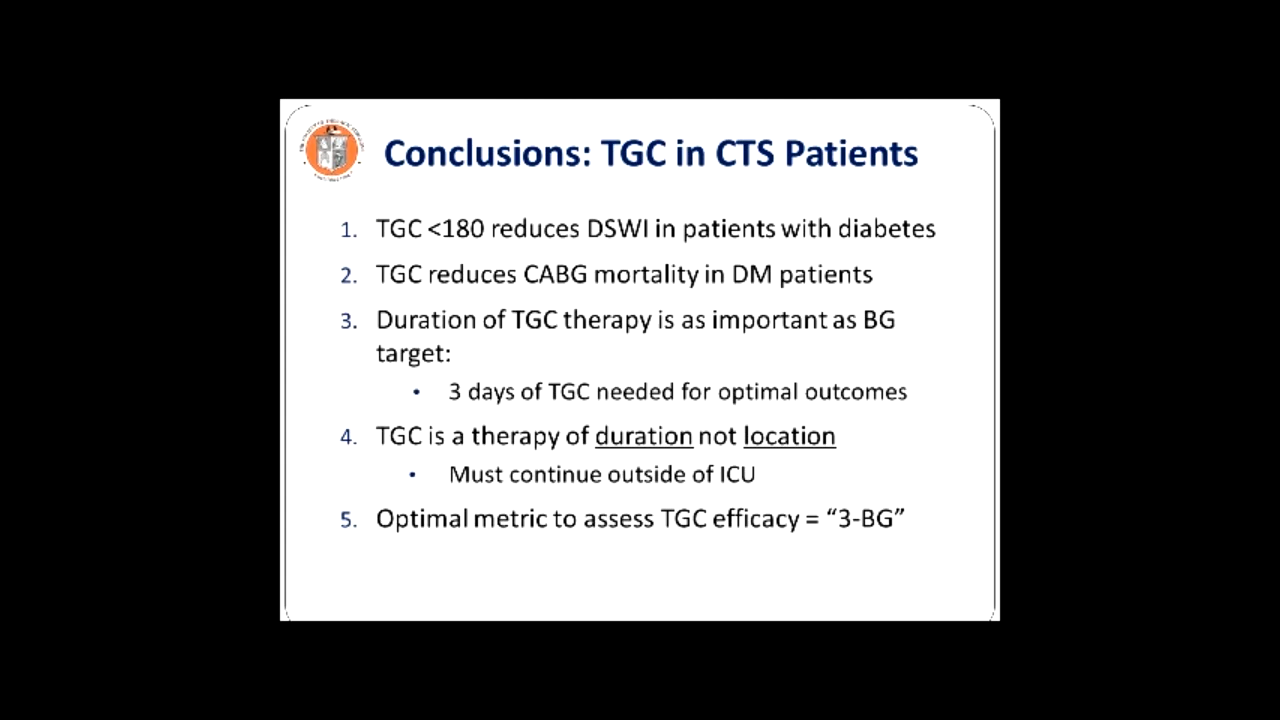 Conclusions: TGC in CTS Patients
1. TGC <180 reduces DSWI in patients with diabetes
2. TGC reduces CABG mortality in DM patients
3. Duration of TGC therapy is as important as BG
target:
• 3 days of TGC needed for optimal outcomes
4. TGC is a therapy of duration not location
• Must continue outside of ICU
5. Optimal metric to assess TGC efficacy = “3-BG”